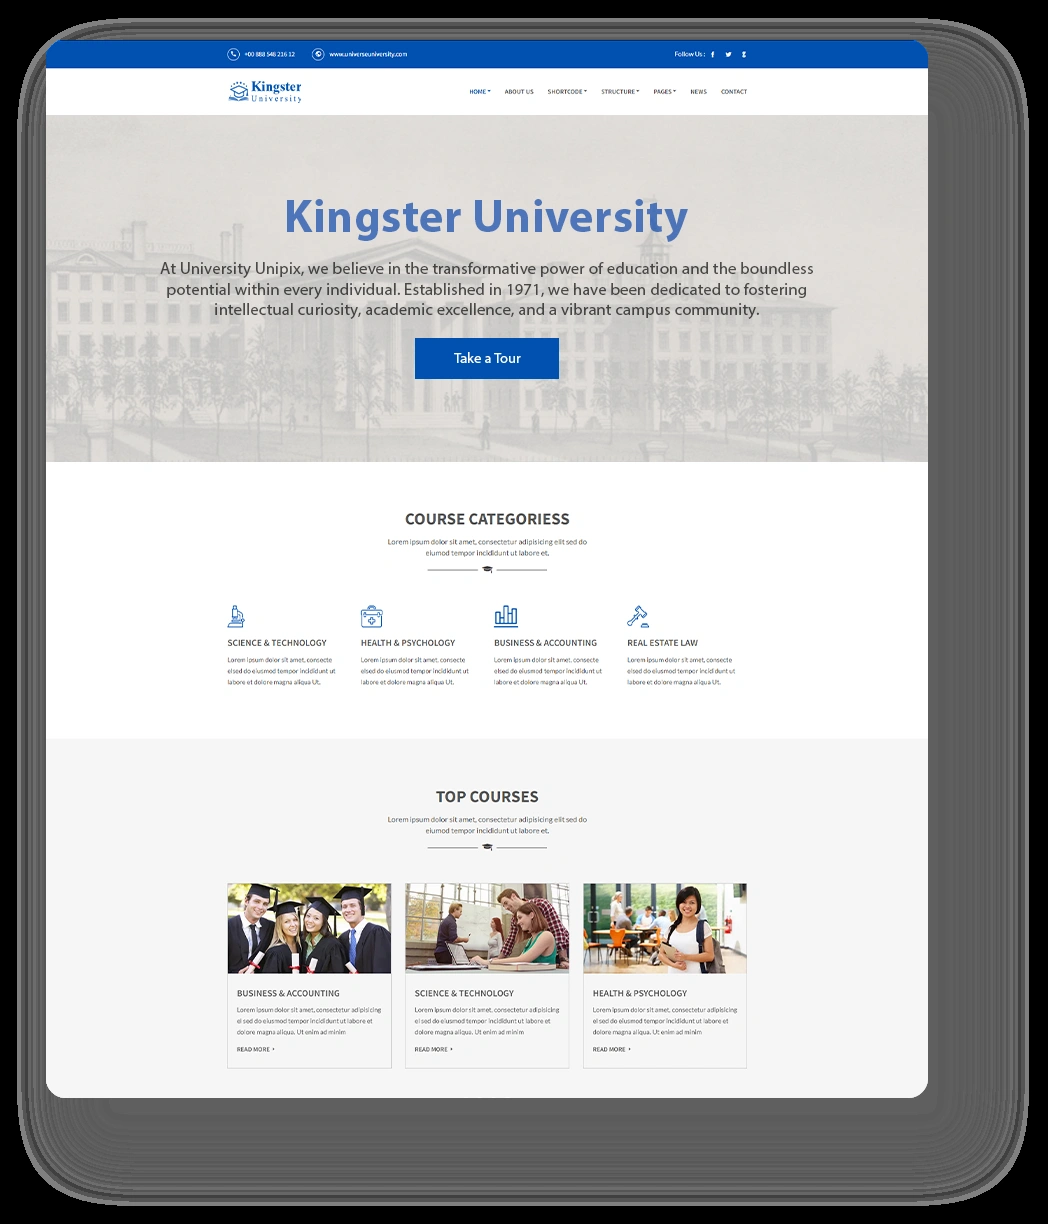 +00 888 548 216 12 www.universeuniversity.com Follow Us :
Kingster
University
HOME ABOUT US SHORTCODE STRUCTURE PAGES NEWS CONTACT
Kingster University
At University Unipix, we believe in the transformative power of education and the boundless
potential within every individual. Established in 1971, we have been dedicated to fostering
intellectual curiosity, academic excellence, and a vibrant campus community.
Take a Tour
COURSE CATEGORIESS
Lorem ipsum dolor sit amet, consectetur adipisicing elit sed do
eiusmod tempor incididunt ut labore et.
SCIENCE & TECHNOLOGY
Lorem ipsum dolor sit amet, consecte
elsed do eiusmod tempor incididunt ut
labore et dolore magna aliqua Ut.
HEALTH & PSYCHOLOGY
Lorem ipsum dolor sit amet, consecte
elsed do eiusmod tempor incididunt ut
labore et dolore magna aliqua Ut.
BUSINESS & ACCOUNTING
Lorem ipsum dolor sit amet, consecte
elsed do eiusmod tempor incididunt ut
labore et dolore magna aliqua Ut.
REAL ESTATE LAW
Lorem ipsum dolor sit amet, consecte
elsed do eiusmod tempor incididunt ut
labore et dolore magna aliqua Ut.
TOP COURSES
Lorem ipsum dolor sit amet, consectetur adipisicing elit sed do
eiumod tempor incididunt ut labore et.
BUSINESS & ACCOUNTING
Lorem ipsum dolor sit amet, consectetur adipisicing
el sed do eiusmod tempor incididunt ut labore et
dolore magna aliqua. Ut enim ad minim
READ MORE
SCIENCE & TECHNOLOGY
Lorem ipsum dolor sit amet, consectetur adipisicing
el sed do eiusmod tempor incididunt ut labore et
dolore magna aliqua. Ut enim ad minim
READ MORE
HEALTH & PSYCHOLOGY
Lorem ipsum dolor sit amet, consectetur adipisicing
el sed do eiusmod tempor incididunt ut labore et
dolore magna aliqua. Ut enim ad minim
READ MORE